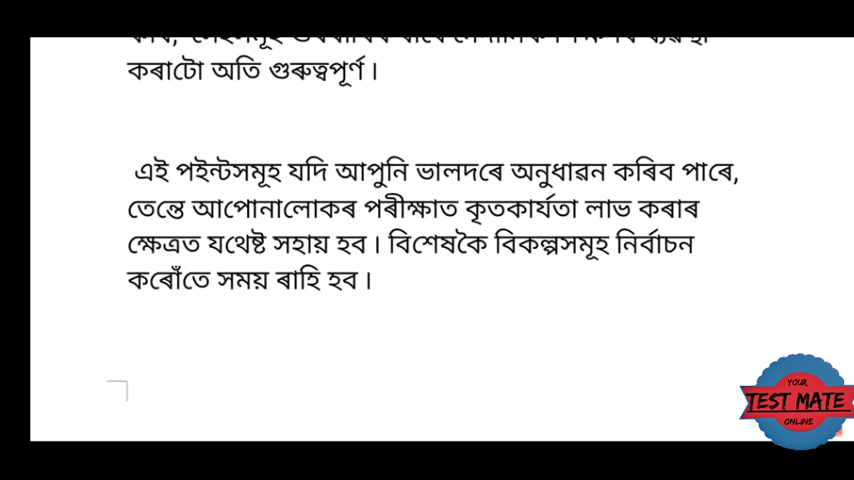 কৰাটো অতি গুৰুত্বপূৰ্ণ ।
এই পইন্টসমূহ যদি আপুনি ভালদৰে অনুধাৱন কৰিব পাৰে,
তেন্তে আপোনালোকৰ পৰীক্ষাত কৃতকাৰ্যতা লাভ কৰাৰ
ক্ষেত্ৰত যথেষ্ট সহায় হব । বিশেষকৈ বিকল্পসমূহ নিৰ্বাচন
কৰোঁতে সময় ৰাহি হব ।
YOUR
TEST MATE
ONLINE